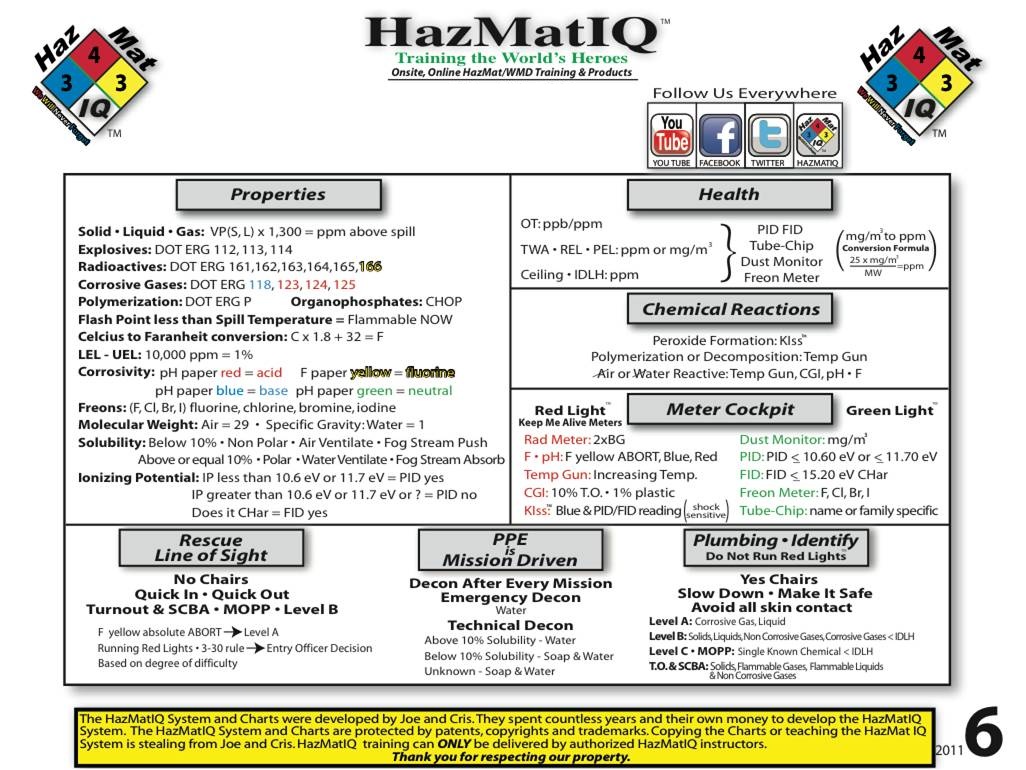 Haz Mat
4
3 3
IQ
We Will Never Forget
TM
HazMatIQ™
Training the World's Heroes
Onsite, Online HazMat/WMD Training & Products
Haz Mat
4
3 3
IQ
We Will Never Forget
TM
Follow Us Everywhere
You Tube
YOU TUBE FACEBOOK TWITTER HAZMATIQ
Properties
Solid • Liquid • Gas: VP(S, L) x 1,300 = ppm above spill
Explosives: DOT ERG 112, 113, 114
Radioactives: DOT ERG 161,162,163,164,165,166
Corrosive Gases: DOT ERG 118, 123, 124, 125
Polymerization: DOT ERG P Organophosphates: CHOP
Flash Point less than Spill Temperature = Flammable NOW
Celcius to Faranheit conversion: C x 1.8 + 32 = F
LEL - UEL: 10,000 ppm = 1%
Corrosivity: pH paper red = acid F paper yellow = fluorine
pH paper blue = base pH paper green = neutral
Freons: (F, Cl, Br, I) fluorine, chlorine, bromine, iodine
Molecular Weight: Air = 29 • Specific Gravity: Water = 1
Solubility: Below 10% • Non Polar • Air Ventilate • Fog Stream Push
Above or equal 10% • Polar • Water Ventilate • Fog Stream Absorb
Ionizing Potential: IP less than 10.6 eV or 11.7 eV = PID yes
IP greater than 10.6 eV or 11.7 eV or ? = PID no
Does it CHar = FID yes
Health
OT: ppb/ppm
TWA • REL • PEL: ppm or mg/m³
Ceiling • IDLH: ppm
PID FID
Tube-Chip
Dust Monitor
Freon Meter
mg/m³ to ppm
Conversion Formula
25 x mg/m³
MW
=ppm
Chemical Reactions
Peroxide Formation: KIss™
Polymerization or Decomposition: Temp Gun
Air or Water Reactive: Temp Gun, CGI, pH • F
Meter Cockpit
Red Light™
Keep Me Alive Meters
Rad Meter: 2xBG
F • pH: F yellow ABORT, Blue, Red
Temp Gun: Increasing Temp.
CGI: 10% T.O. • 1% plastic
KIss™: Blue & PID/FID reading (shock sensitive)
Green Light™
Dust Monitor: mg/m³
PID: PID ≤ 10.60 eV or ≤ 11.70 eV
FID: FID ≤ 15.20 eV CHar
Freon Meter: F, Cl, Br, I
Tube-Chip: name or family specific
Rescue
Line of Sight
No Chairs
Quick In • Quick Out
Turnout & SCBA • MOPP • Level B
F yellow absolute ABORT → Level A
Running Red Lights • 3-30 rule → Entry Officer Decision
Based on degree of difficulty
PPE
is
Mission Driven
Decon After Every Mission
Emergency Decon
Water
Technical Decon
Above 10% Solubility - Water
Below 10% Solubility - Soap & Water
Unknown - Soap & Water
Plumbing • Identify
Do Not Run Red Lights™
Yes Chairs
Slow Down • Make It Safe
Avoid all skin contact
Level A: Corrosive Gas, Liquid
Level B: Solids, Liquids, Non Corrosive Gases, Corrosive Gases < IDLH
Level C • MOPP: Single Known Chemical < IDLH
T.O. & SCBA: Solids, Flammable Gases, Flammable Liquids
& Non Corrosive Gases
The HazMatIQ System and Charts were developed by Joe and Cris. They spent countless years and their own money to develop the HazMatIQ
System. The HazMatIQ System and Charts are protected by patents, copyrights and trademarks. Copying the Charts or teaching the HazMat IQ
System is stealing from Joe and Cris. HazMatIQ training can ONLY be delivered by authorized HazMatIQ instructors.
Thank you for respecting our property.
2011 6